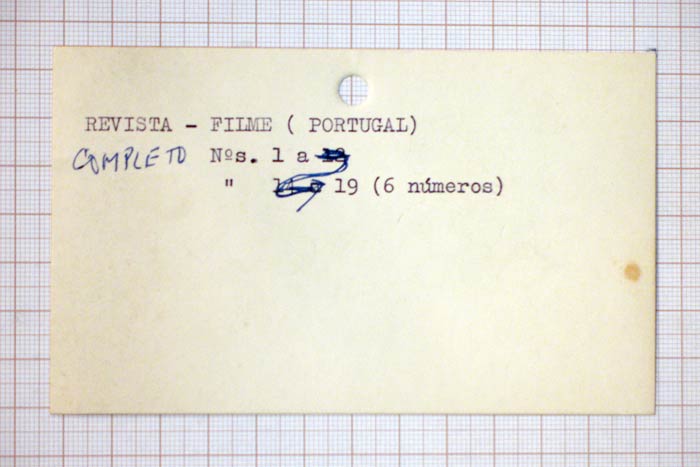 REVISTA - FILME ( PORTUGAL)
COMPLETO Nºs. 1 a
" 19 (6 números)